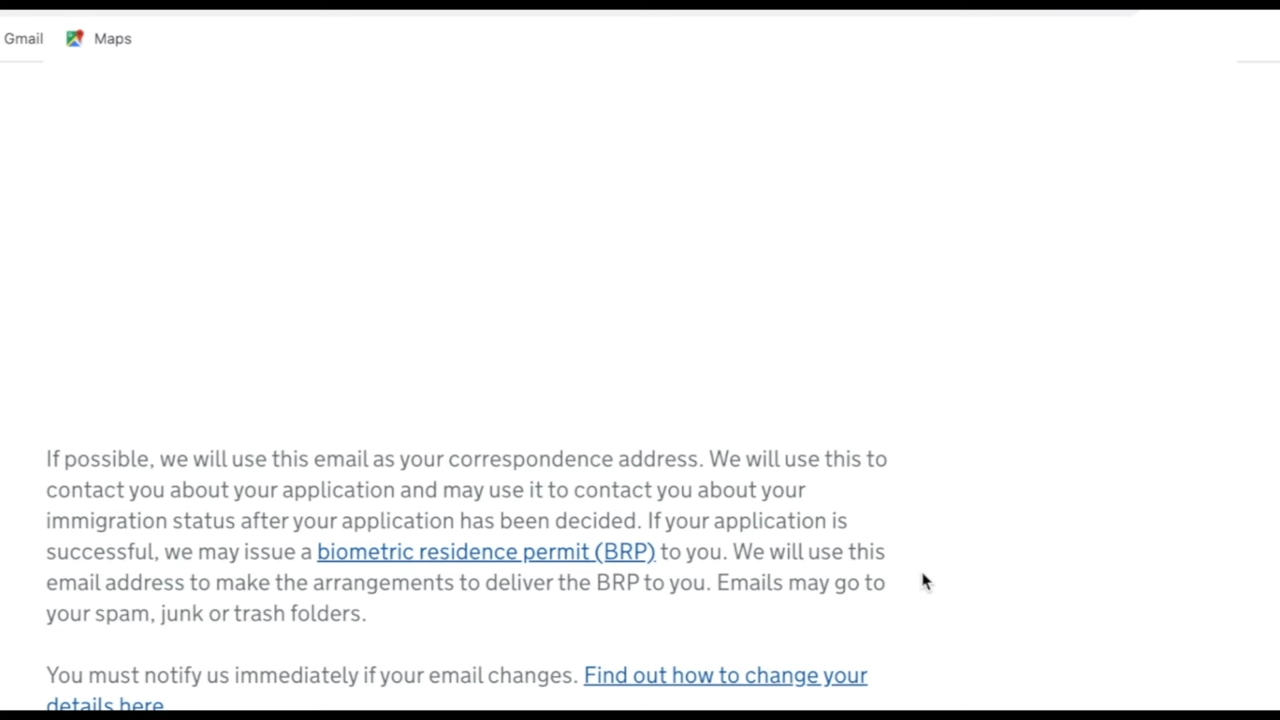 Gmail Maps
If possible, we will use this email as your correspondence address. We will use this to
contact you about your application and may use it to contact you about your
immigration status after your application has been decided. If your application is
successful, we may issue a biometric residence permit (BRP) to you. We will use this
email address to make the arrangements to deliver the BRP to you. Emails may go to
your spam, junk or trash folders.
You must notify us immediately if your email changes. Find out how to change your
details here